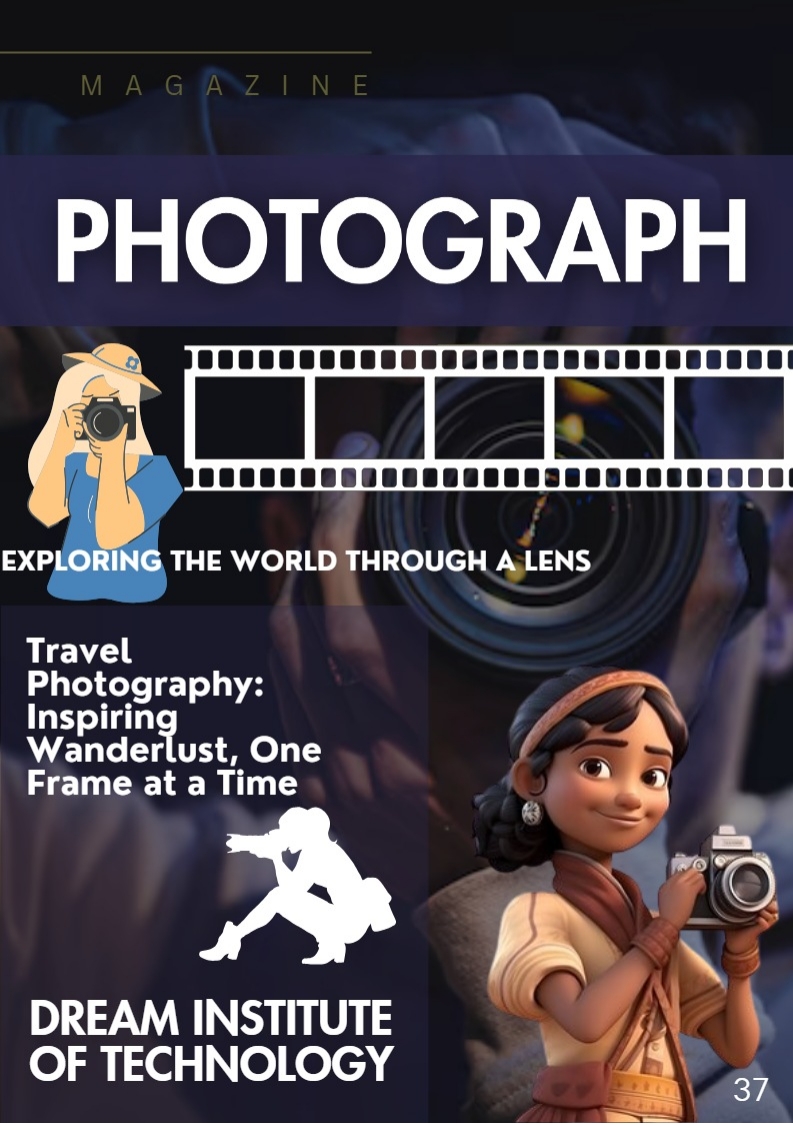 MAGAZINE
PHOTOGRAPH
EXPLORING THE WORLD THROUGH A LENS
Travel
Photography:
Inspiring
Wanderlust, One
Frame at a Time
DREAM INSTITUTE
OF TECHNOLOGY
37